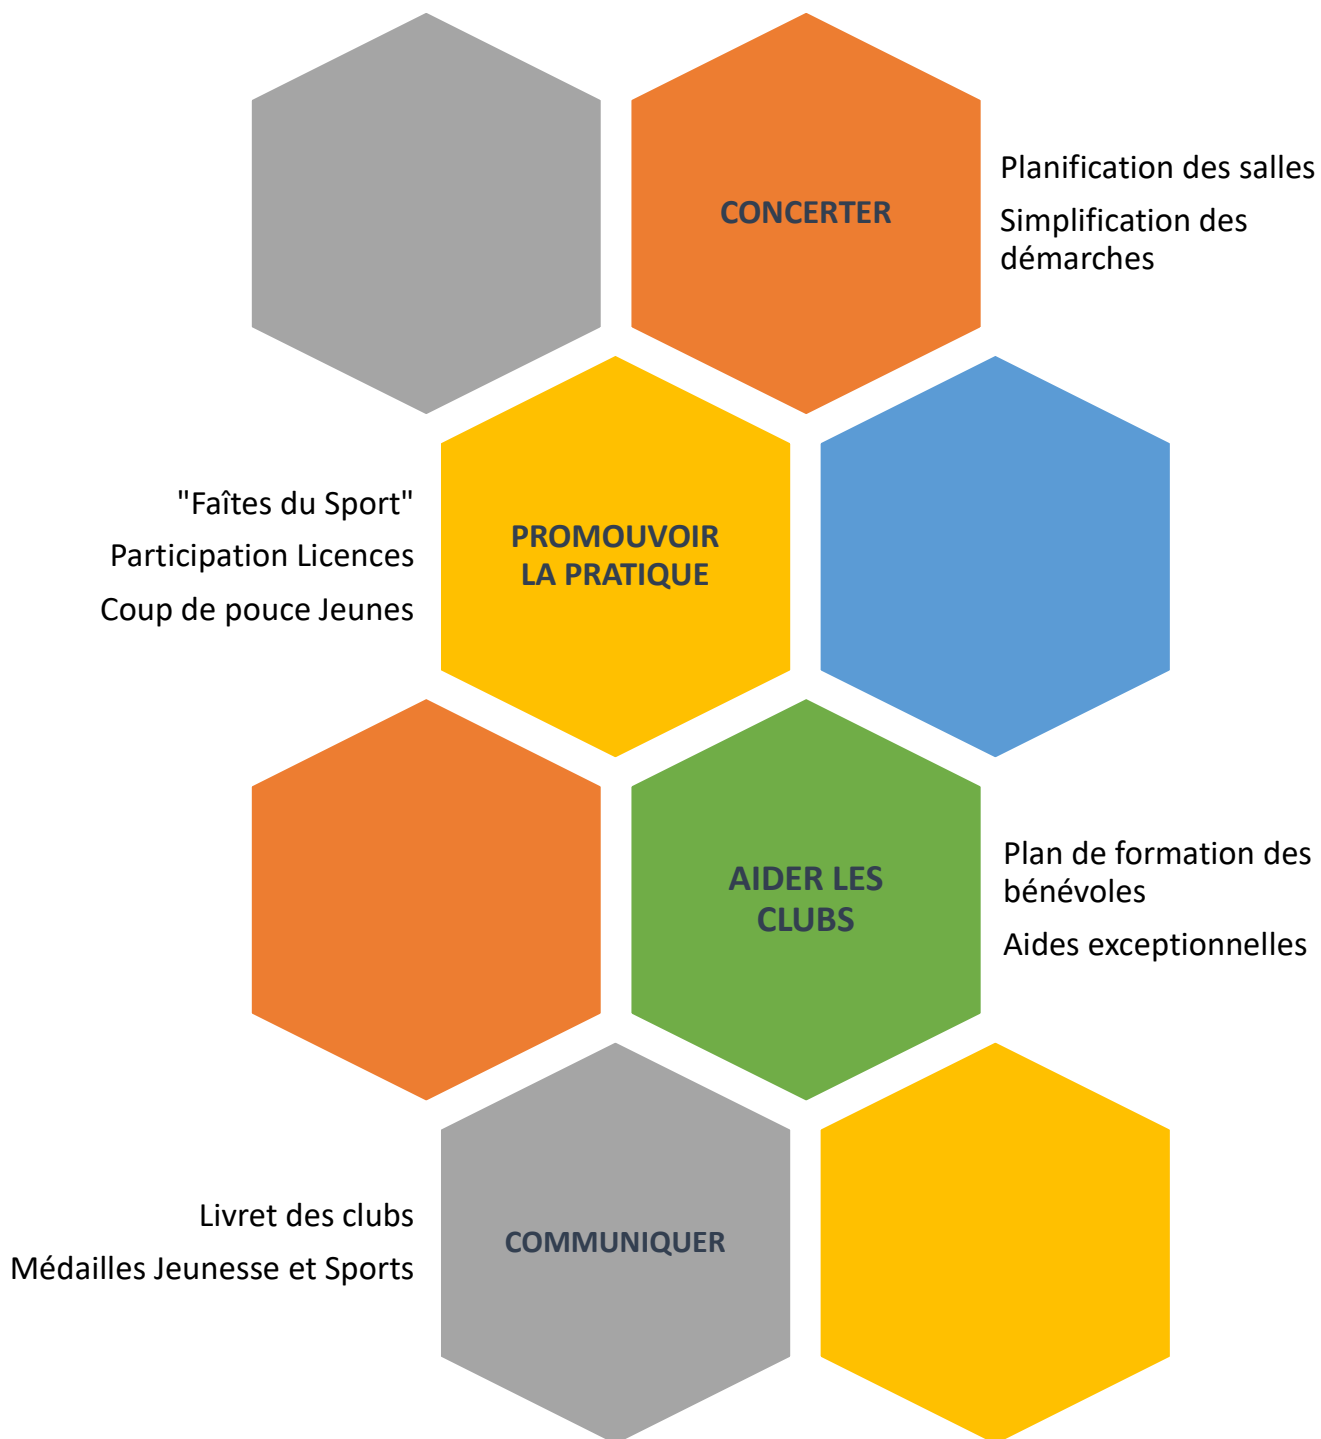 CONCERTER
Planification des salles
Simplification des
démarches
"Faîtes du Sport"
Participation Licences
Coup de pouce Jeunes
PROMOUVOIR
LA PRATIQUE
AIDER LES
CLUBS
Plan de formation des
bénévoles
Aides exceptionnelles
Livret des clubs
Médailles Jeunesse et Sports
COMMUNIQUER